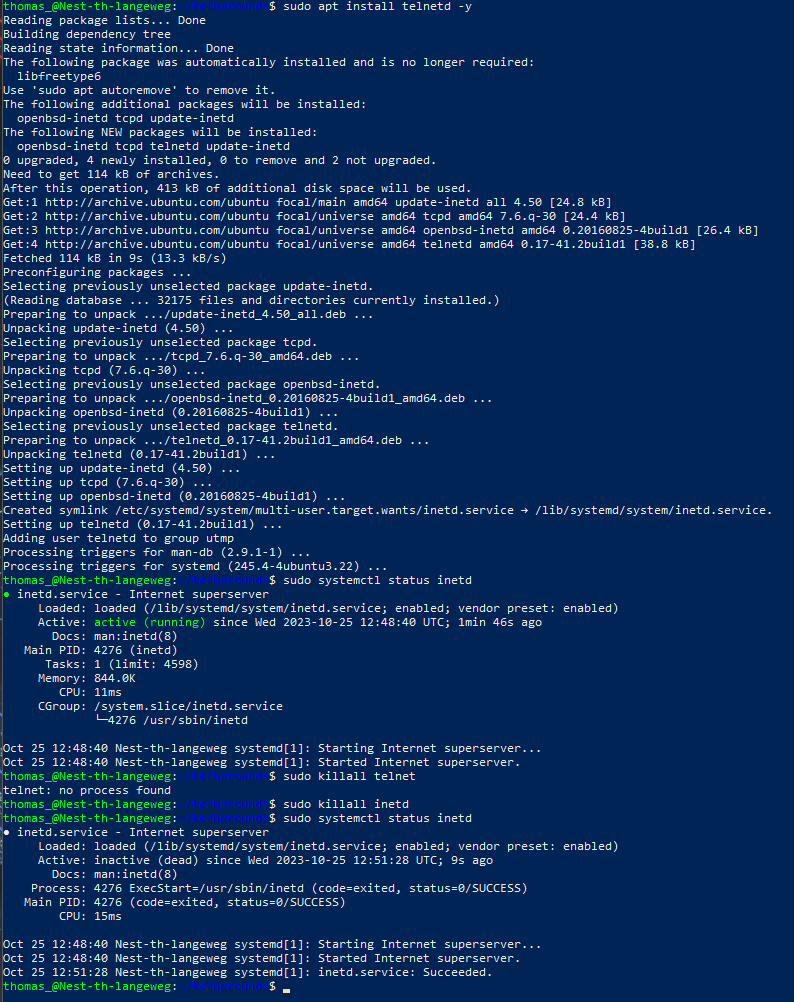 thomas_@Nest-th-langeweg:~/techgrounds$ sudo apt install telnetd -y
Reading package lists... Done
Building dependency tree
Reading state information... Done
The following package was automatically installed and is no longer required:
  libfreetype6
Use 'sudo apt autoremove' to remove it.
The following additional packages will be installed:
  openbsd-inetd tcpd update-inetd
The following NEW packages will be installed:
  openbsd-inetd tcpd telnetd update-inetd
0 upgraded, 4 newly installed, 0 to remove and 2 not upgraded.
Need to get 114 kB of archives.
After this operation, 413 kB of additional disk space will be used.
Get:1 http://archive.ubuntu.com/ubuntu focal/main amd64 update-inetd all 4.50 [24.8 kB]
Get:2 http://archive.ubuntu.com/ubuntu focal/universe amd64 tcpd amd64 7.6.q-30 [24.4 kB]
Get:3 http://archive.ubuntu.com/ubuntu focal/universe amd64 openbsd-inetd amd64 0.20160825-4build1 [26.4 kB]
Get:4 http://archive.ubuntu.com/ubuntu focal/universe amd64 telnetd amd64 0.17-41.2build1 [38.8 kB]
Fetched 114 kB in 9s (13.3 kB/s)
Preconfiguring packages ...
Selecting previously unselected package update-inetd.
(Reading database ... 32175 files and directories currently installed.)
Preparing to unpack .../update-inetd_4.50_all.deb ...
Unpacking update-inetd (4.50) ...
Selecting previously unselected package tcpd.
Preparing to unpack .../tcpd_7.6.q-30_amd64.deb ...
Unpacking tcpd (7.6.q-30) ...
Selecting previously unselected package openbsd-inetd.
Preparing to unpack .../openbsd-inetd_0.20160825-4build1_amd64.deb ...
Unpacking openbsd-inetd (0.20160825-4build1) ...
Selecting previously unselected package telnetd.
Preparing to unpack .../telnetd_0.17-41.2build1_amd64.deb ...
Unpacking telnetd (0.17-41.2build1) ...
Setting up update-inetd (4.50) ...
Setting up tcpd (7.6.q-30) ...
Setting up openbsd-inetd (0.20160825-4build1) ...
Created symlink /etc/systemd/system/multi-user.target.wants/inetd.service → /lib/systemd/system/inetd.service.
Setting up telnetd (0.17-41.2build1) ...
Adding user telnetd to group utmp
Processing triggers for man-db (2.9.1-1) ...
Processing triggers for systemd (245.4-4ubuntu3.22) ...
thomas_@Nest-th-langeweg:~/techgrounds$ sudo systemctl status inetd
● inetd.service - Internet superserver
     Loaded: loaded (/lib/systemd/system/inetd.service; enabled; vendor preset: enabled)
     Active: active (running) since Wed 2023-10-25 12:48:40 UTC; 1min 46s ago
       Docs: man:inetd(8)
   Main PID: 4276 (inetd)
      Tasks: 1 (limit: 4598)
     Memory: 844.0K
        CPU: 11ms
     CGroup: /system.slice/inetd.service
             └─4276 /usr/sbin/inetd
Oct 25 12:48:40 Nest-th-langeweg systemd[1]: Starting Internet superserver...
Oct 25 12:48:40 Nest-th-langeweg systemd[1]: Started Internet superserver.
thomas_@Nest-th-langeweg:~/techgrounds$ sudo killall telnet
telnet: no process found
thomas_@Nest-th-langeweg:~/techgrounds$ sudo killall inetd
thomas_@Nest-th-langeweg:~/techgrounds$ sudo systemctl status inetd
● inetd.service - Internet superserver
     Loaded: loaded (/lib/systemd/system/inetd.service; enabled; vendor preset: enabled)
     Active: inactive (dead) since Wed 2023-10-25 12:51:28 UTC; 9s ago
       Docs: man:inetd(8)
    Process: 4276 ExecStart=/usr/sbin/inetd (code=exited, status=0/SUCCESS)
   Main PID: 4276 (code=exited, status=0/SUCCESS)
        CPU: 15ms
Oct 25 12:48:40 Nest-th-langeweg systemd[1]: Starting Internet superserver...
Oct 25 12:48:40 Nest-th-langeweg systemd[1]: Started Internet superserver.
Oct 25 12:51:28 Nest-th-langeweg systemd[1]: inetd.service: Succeeded.
thomas_@Nest-th-langeweg:~/techgrounds$